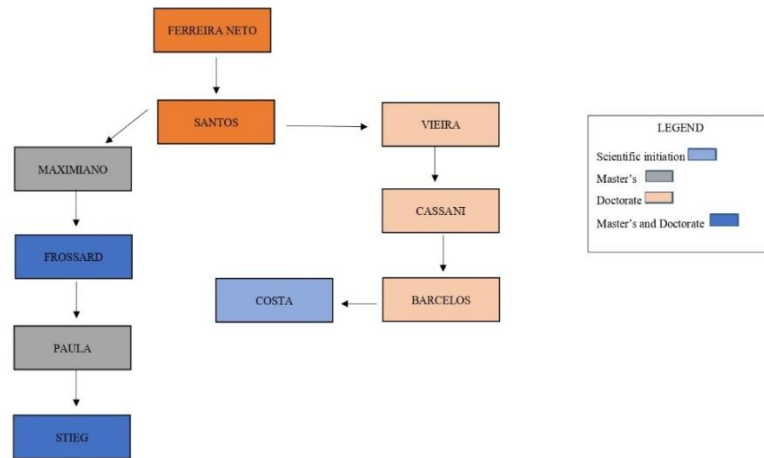 FERREIRA NETO
SANTOS
VIEIRA
MAXIMIANO
CASSANI
FROSSARD
COSTA
BARCELOS
PAULA
STIEG
LEGEND
Scientific initiation
Master's
Doctorate
Master's and Doctorate